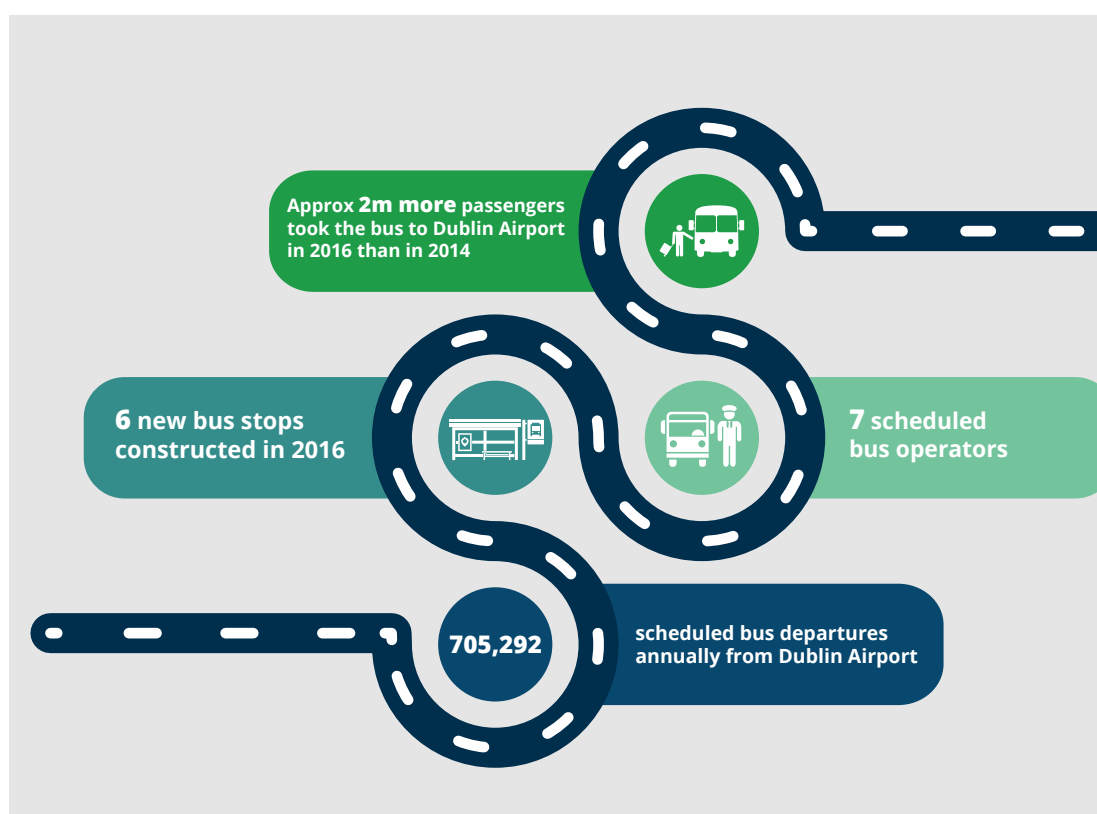 Approx 2m more passengers
took the bus to Dublin Airport
in 2016 than in 2014
6 new bus stops
constructed in 2016
7 scheduled
bus operators
705,292
scheduled bus departures
annually from Dublin Airport